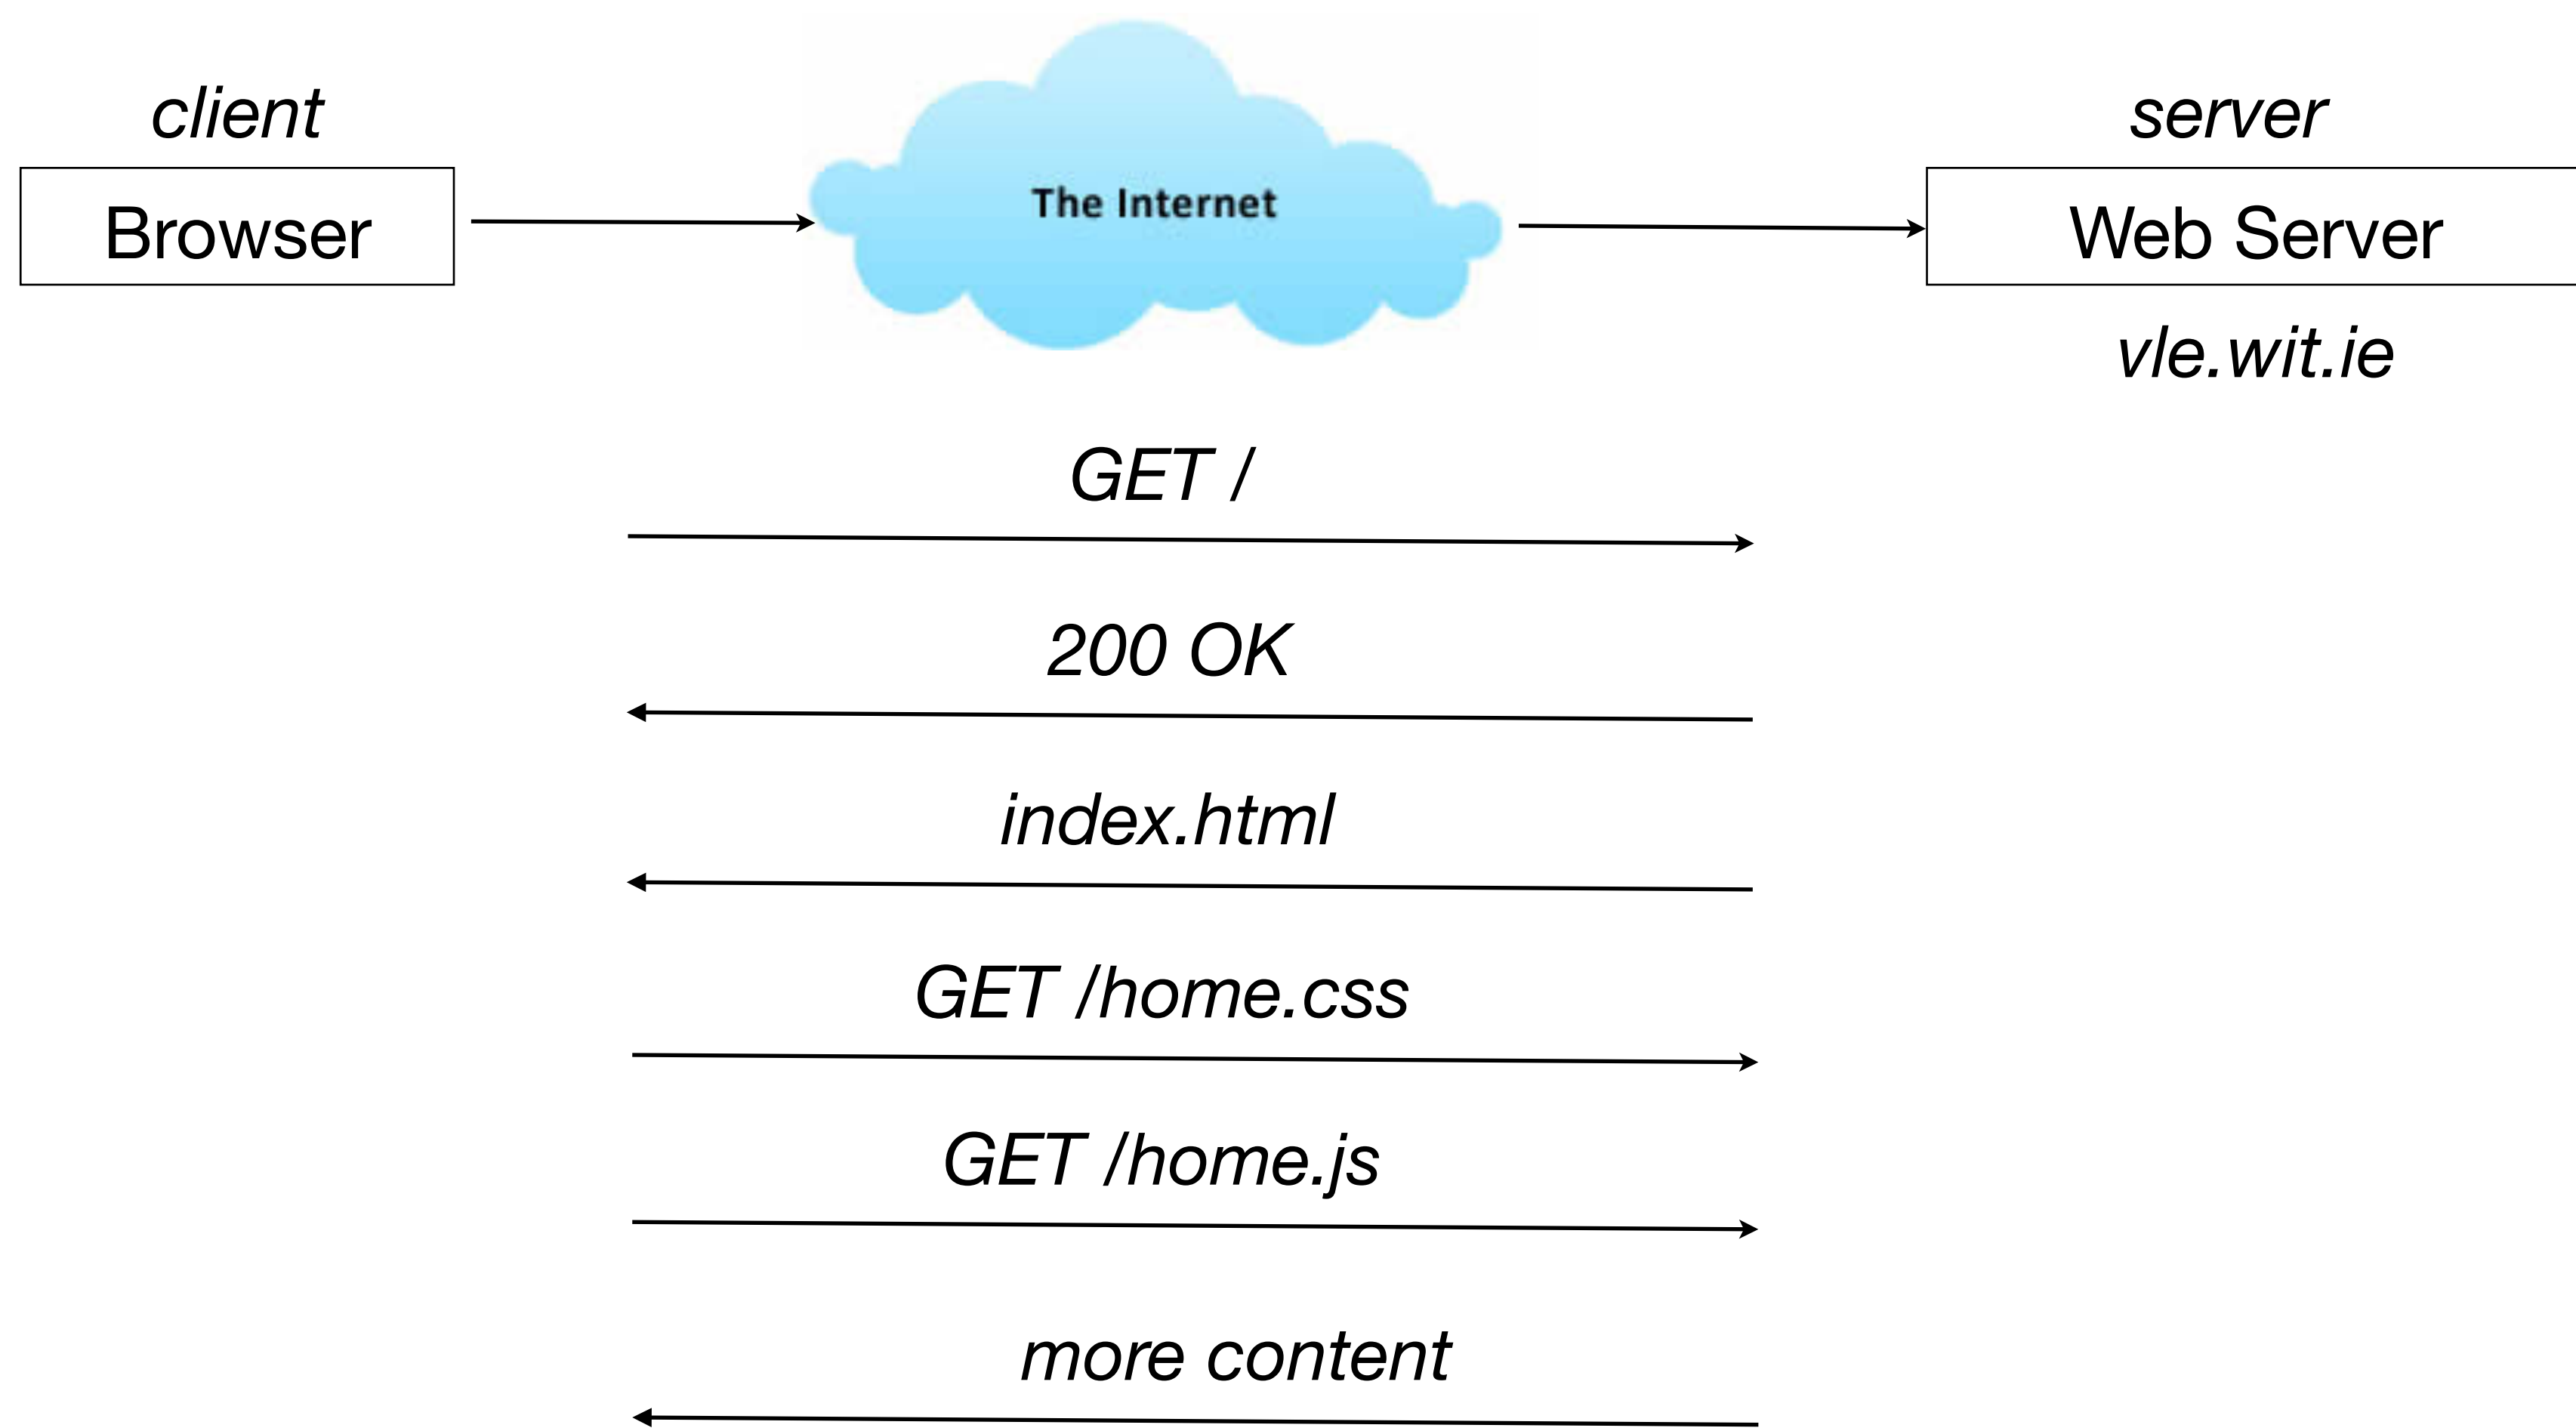 client
server
Browser
The Internet
Web Server
vle.wit.ie
GET /
200 OK
index.html
GET /home.css
GET /home.js
more content